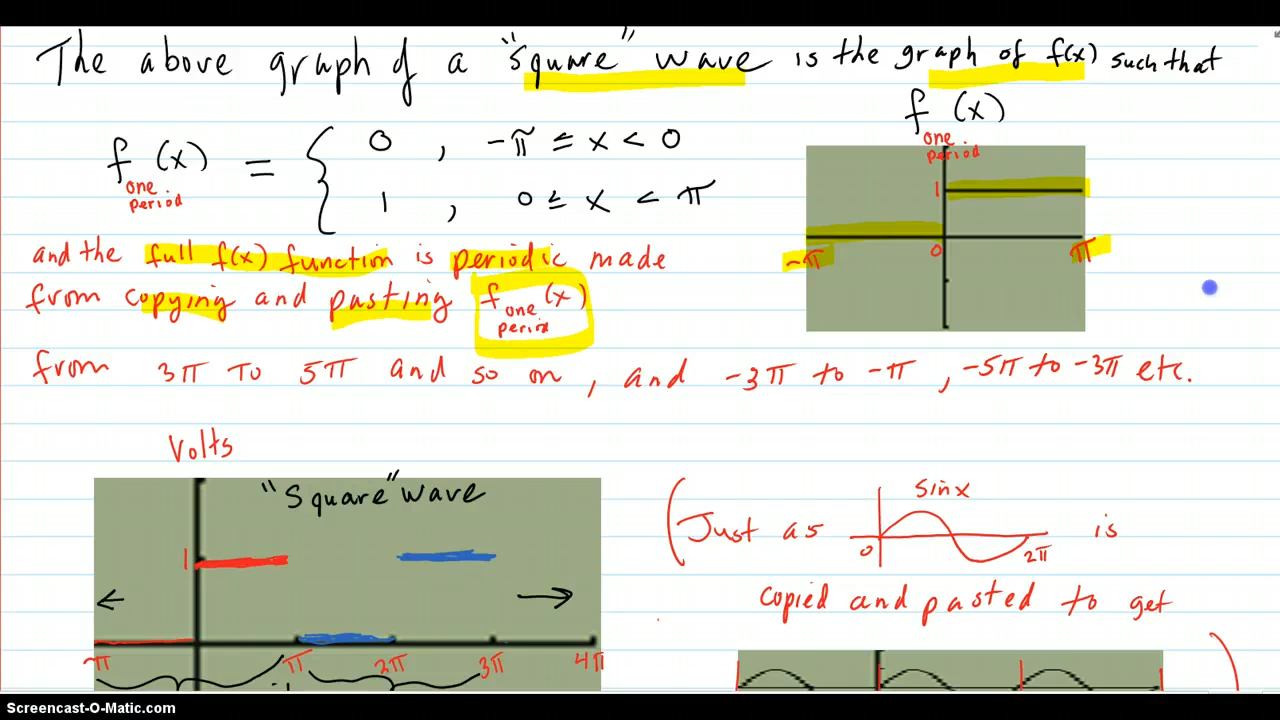 The above graph of a "square" wave is the graph of f(x) such that
f one period (x) = { 0 , -π ≤ x < 0
1 , 0 ≤ x < π
f one period (x)
1
-π 0 π
and the full f(x) function is periodic made
from copying and pasting f one period (x)
from 3π TO 5π and so on, and -3π to -π, -5π to -3π etc.
Volts
"Square" wave
1
-π π 2π 3π 4π
sin x
(Just as 0 2π is
copied and pasted to get
)
Screencast-O-Matic.com